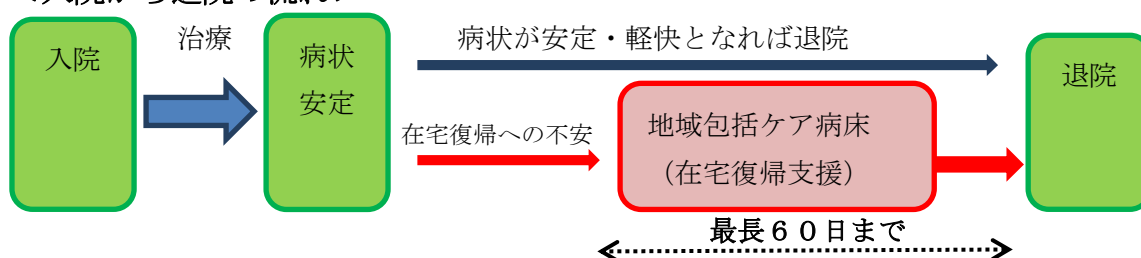 入院
治療
病状
安定
病状が安定・軽快となれば退院
在宅復帰への不安
地域包括ケア病床
（在宅復帰支援）
最長６０日まで
退院